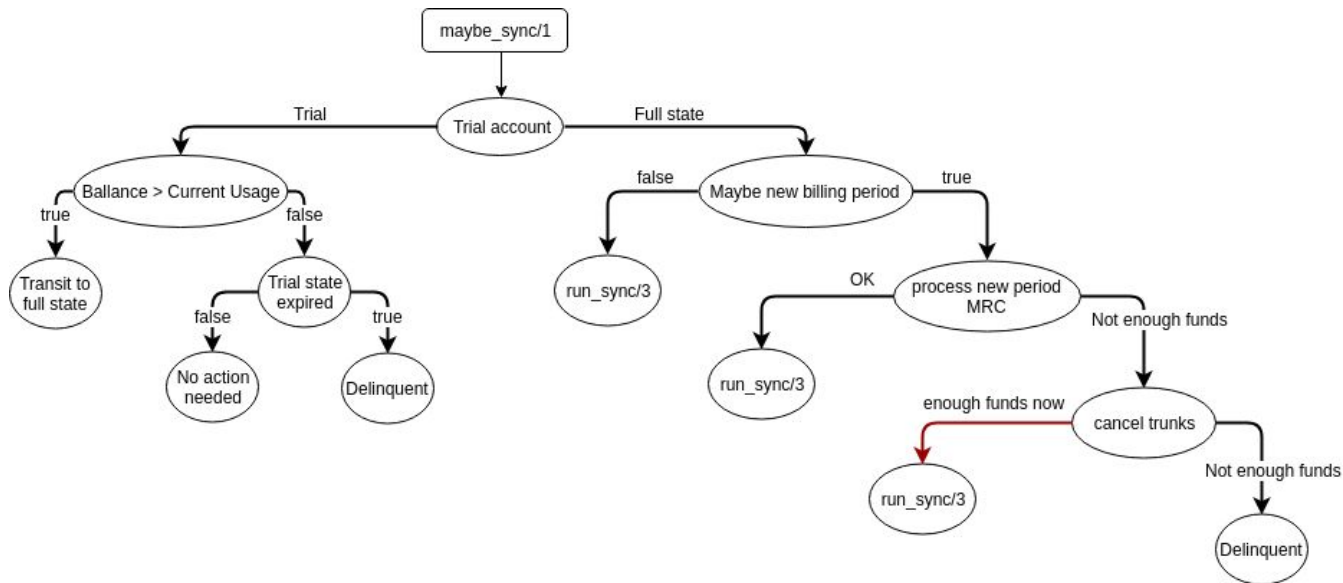 maybe_sync/1
Trial
Full state
Trial account
false
true
Ballance > Current Usage
Maybe new billing period
true
false
OK
Transit to
full state
Trial state
expired
run_sync/3
process new period
MRC
false
true
Not enough funds
No action
needed
Delinquent
run_sync/3
enough funds now
cancel trunks
Not enough funds
run_sync/3
Delinquent